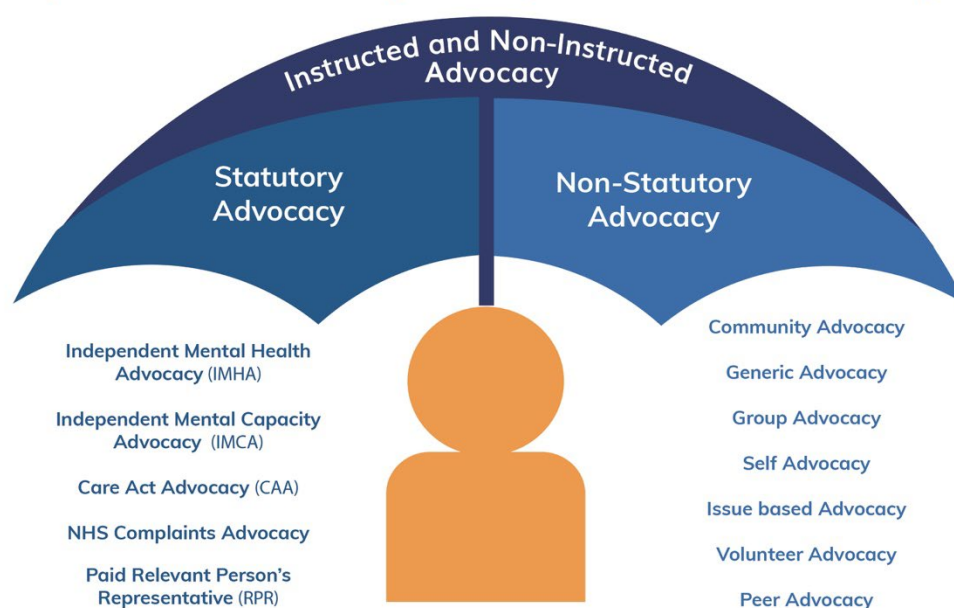 Instructed and Non-Instructed
Advocacy
Statutory
Advocacy
Non-Statutory
Advocacy
Independent Mental Health
Advocacy (IMHA)
Independent Mental Capacity
Advocacy (IMCA)
Care Act Advocacy (CAA)
NHS Complaints Advocacy
Paid Relevant Person's
Representative (RPR)
Community Advocacy
Generic Advocacy
Group Advocacy
Self Advocacy
Issue based Advocacy
Volunteer Advocacy
Peer Advocacy